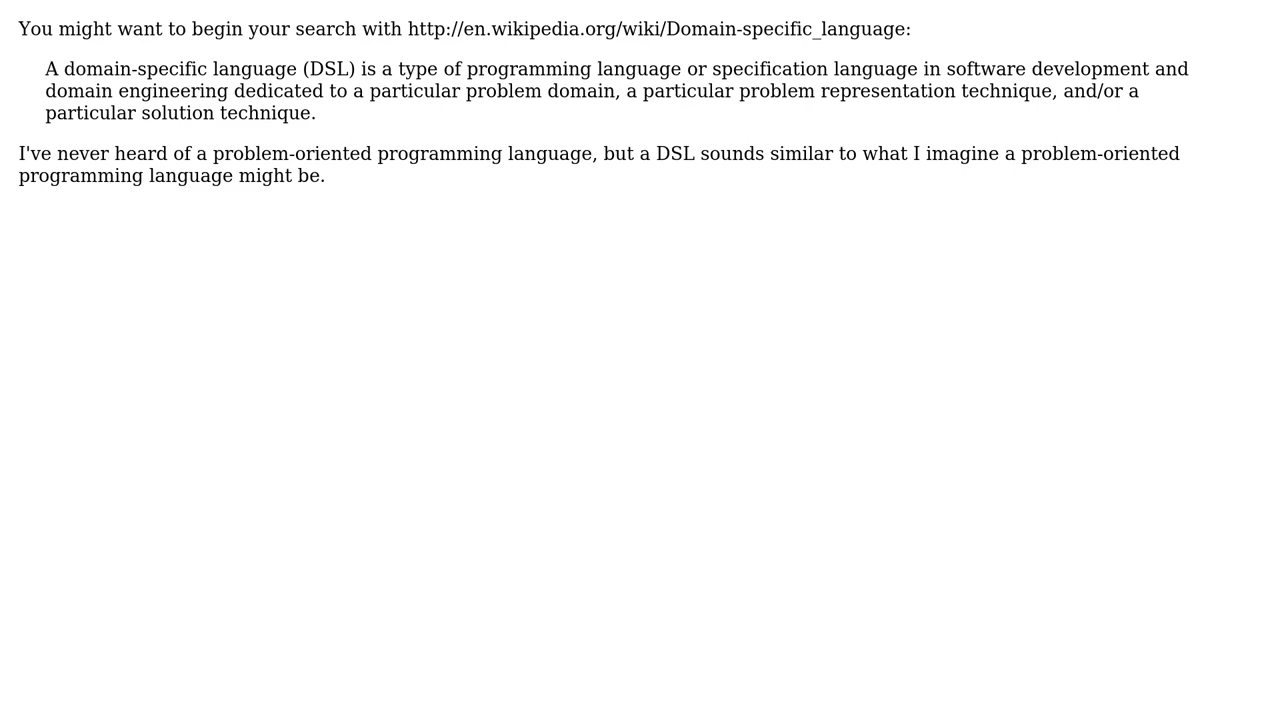 You might want to begin your search with http://en.wikipedia.org/wiki/Domain-specific_language:
A domain-specific language (DSL) is a type of programming language or specification language in software development and
domain engineering dedicated to a particular problem domain, a particular problem representation technique, and/or a
particular solution technique.
I've never heard of a problem-oriented programming language, but a DSL sounds similar to what I imagine a problem-oriented
programming language might be.